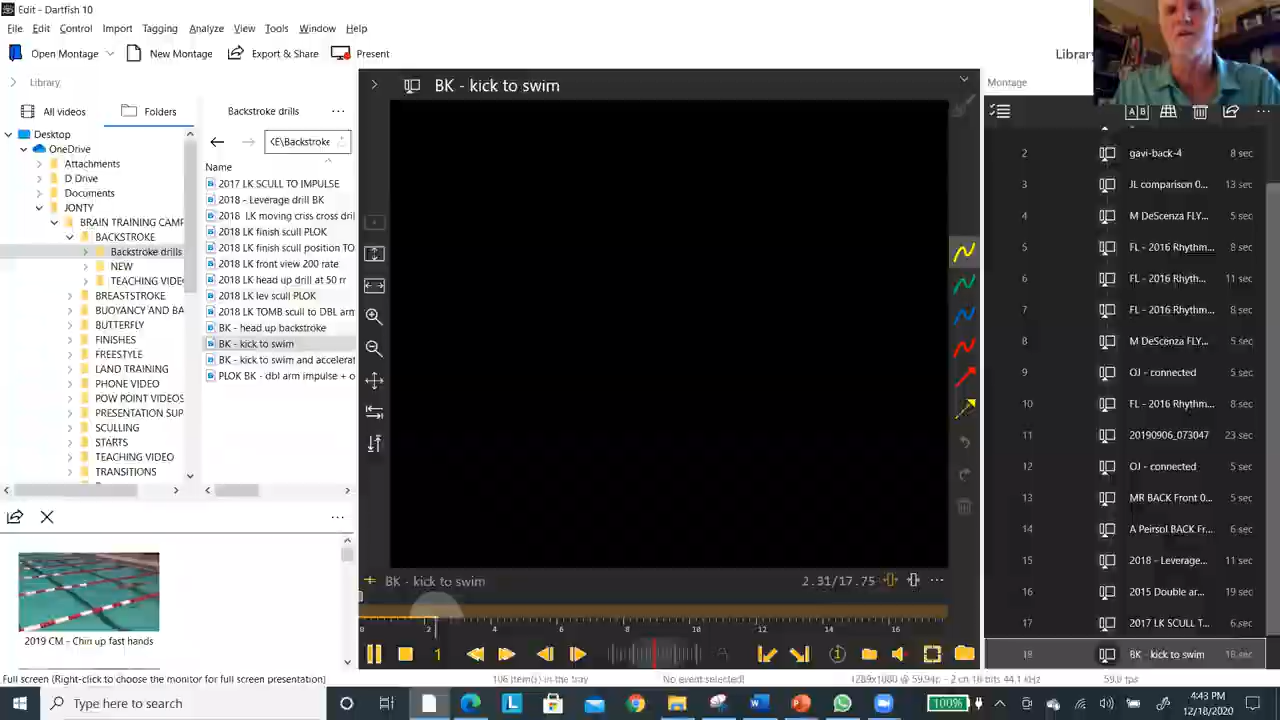 Edit - Dartfish 10
File Edit Control Import Tagging Analyze View Tools Window Help
Open Montage New Montage Export & Share Present
Library
Library
All videos Folders
Desktop
OneDrive
Attachments
D Drive
Documents
JONTY
BRAIN TRAINING CAMP
BACKSTROKE
Backstroke drills
NEW
TEACHING VIDE
BREASTSTROKE
BUOYANCY AND BA
BUTTERFLY
FINISHES
FREESTYLE
LAND TRAINING
PHONE VIDEO
POW POINT VIDEOS
PRESENTATION SUP
SCULLING
STARTS
TEACHING VIDEO
TRANSITIONS
Backstroke drills
Name
2017 LK SCULL TO IMPULSE
2018 - Leverage drill BK
2018 LK moving criss cross dril
2018 LK finish scull PLOK
2018 LK finish scull position TO
2018 LK front view 200 rate
2018 LK head up drill at 50 rr
2018 LK lev scull PLOK
2018 LK TOMB scull to DBL arm
BK - head up backstroke
BK - kick to swim
BK - kick to swim and accelerat
PLOK BK - dbl arm impulse + o
2019 CM - Chin up fast hands
BK - kick to swim
BK - kick to swim
2.31/17.75
0 2 4 6 8 10 12 14 16
1
Montage
2 gavi-back-4 8 sec
3 JL comparison 0... 13 sec
4 M DeScenza FLY... 5 sec
5 FL - 2016 Rhythm... 8 sec
6 FL - 2016 Rhyth... 11 sec
7 FL - 2016 Rhythm... 8 sec
8 M DeScenza FLY... 5 sec
9 OJ - connected 5 sec
10 FL - 2016 Rhythm... 8 sec
11 20190906_073047 23 sec
12 OJ - connected 5 sec
13 MR BACK Front 0... 5 sec
14 A Peirsol BACK Fr... 6 sec
15 2018 - Leverage... 11 sec
16 2015 Double ar... 19 sec
17 2017 LK SCULL T... 6 sec
18 BK - kick to swim 18 sec
Full screen (Right-click to choose the monitor for full screen presentation)
106 items in the tray
No event selected
59.0 fps
Type here to search
100%
4:43 PM
12/18/2020